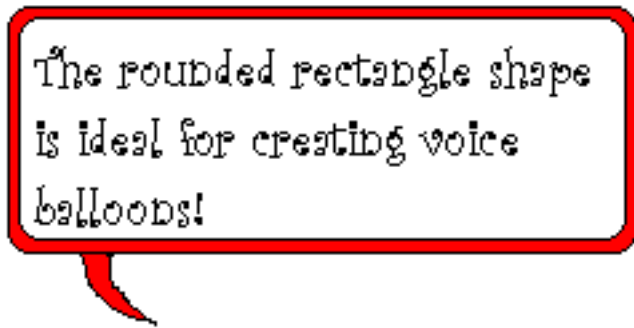 The rounded rectangle shape
is ideal for creating voice
balloons!